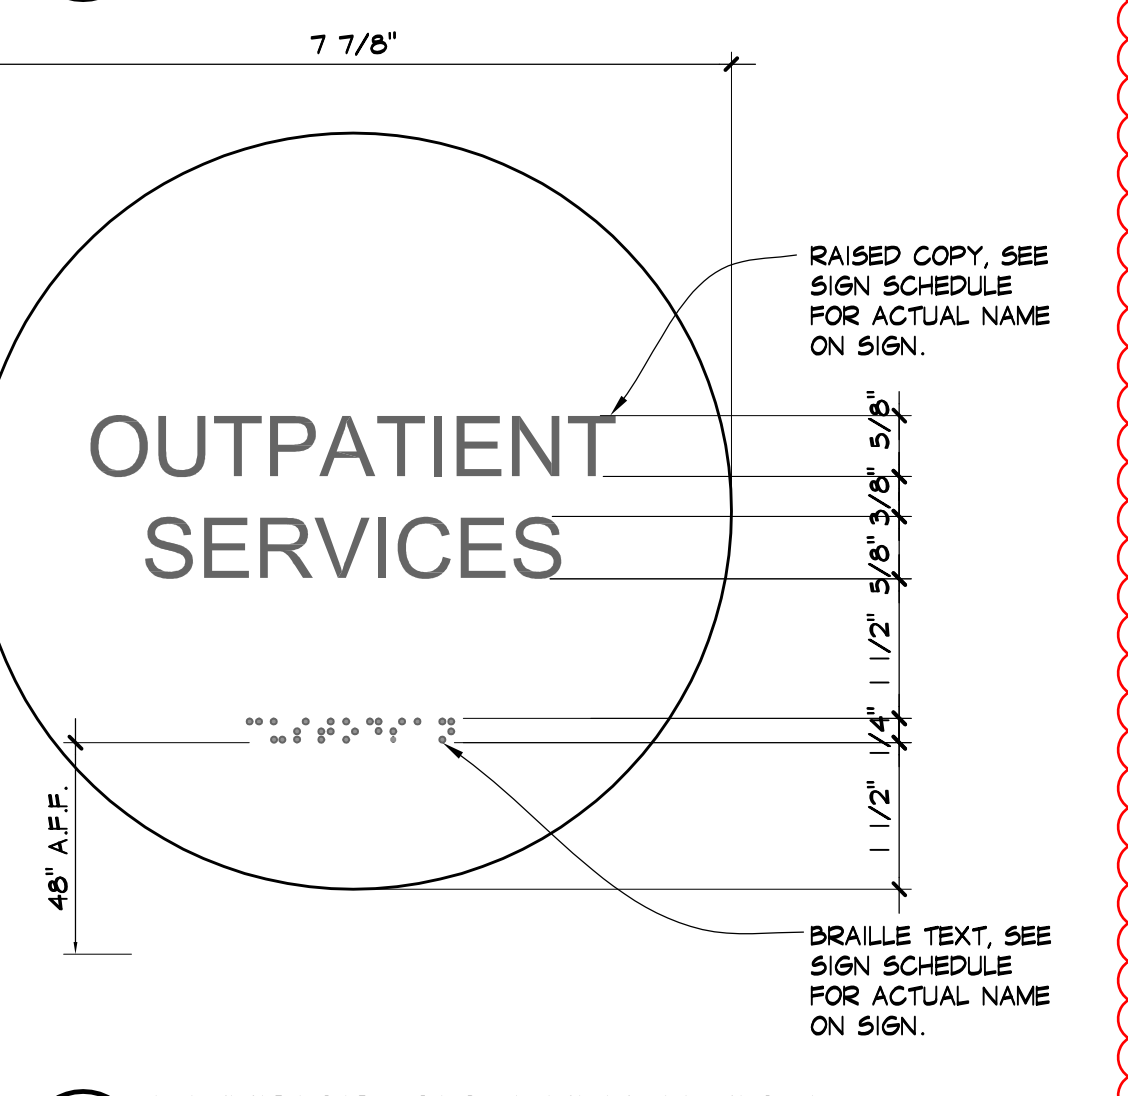 7 7/8"
RAISED COPY, SEE
SIGN SCHEDULE
FOR ACTUAL NAME
ON SIGN.
OUTPATIENT
SERVICES
5/8"
3/8"
5/8"
1 1/2"
1/4"
1 1/2"
48" A.F.F.
BRAILLE TEXT, SEE
SIGN SCHEDULE
FOR ACTUAL NAME
ON SIGN.